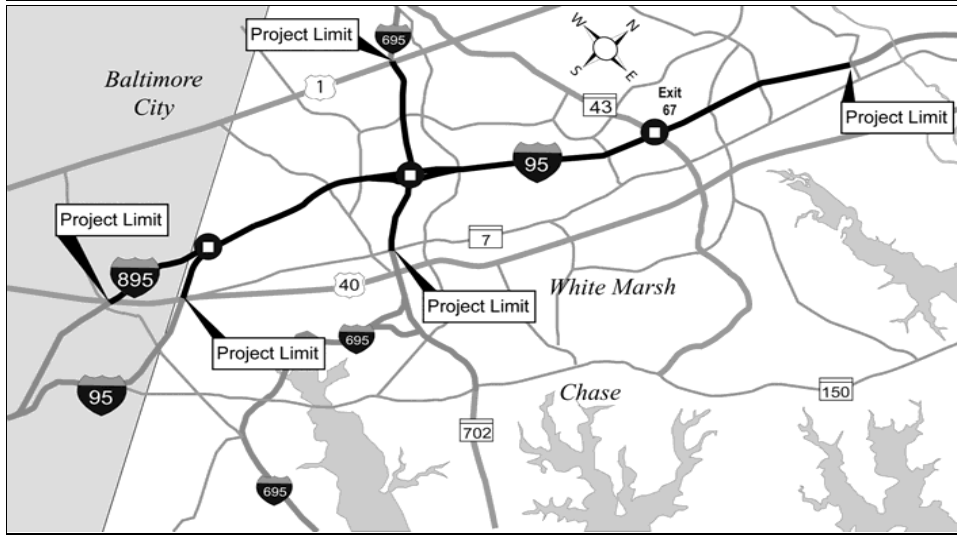 Project Limit
695
W
N
S
E
Baltimore
City
1
Exit
67
43
Project Limit
95
Project Limit
7
895
40
White Marsh
Project Limit
Project Limit
695
95
Chase
150
702
695